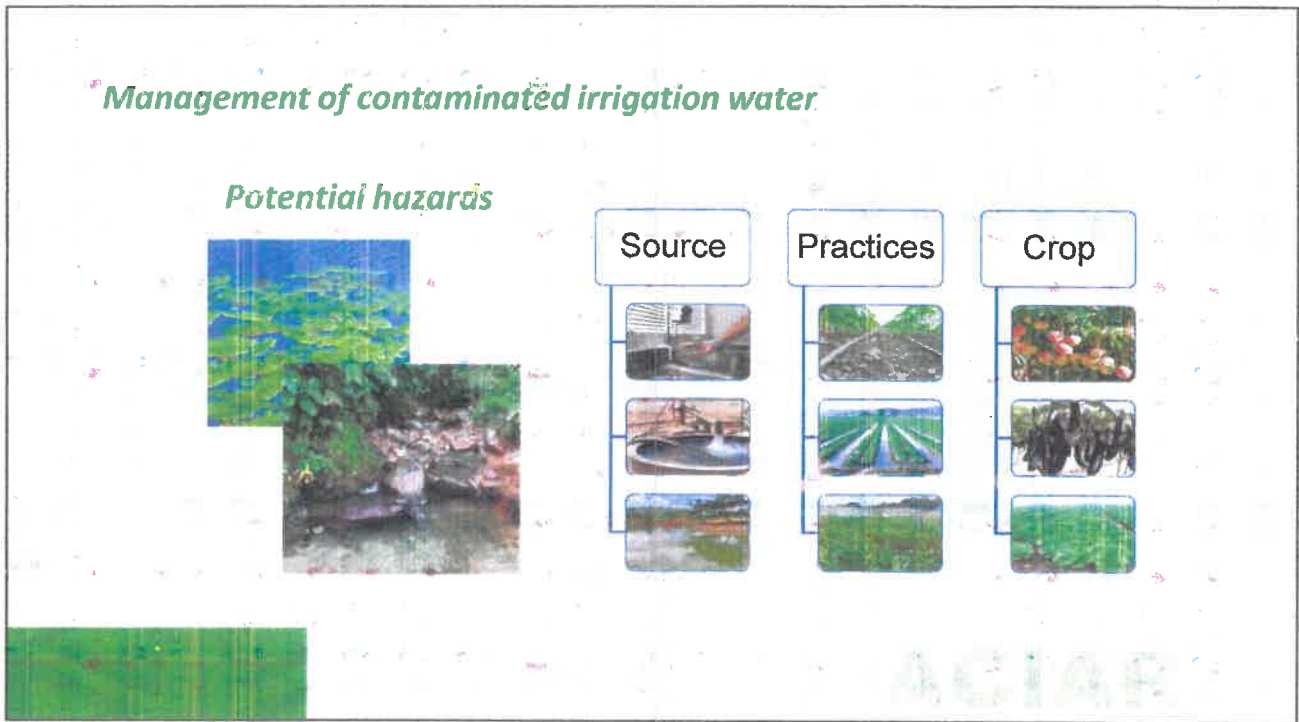 Management of contaminated irrigation water
Potential hazards
Source
Practices
Crop
ACIAR